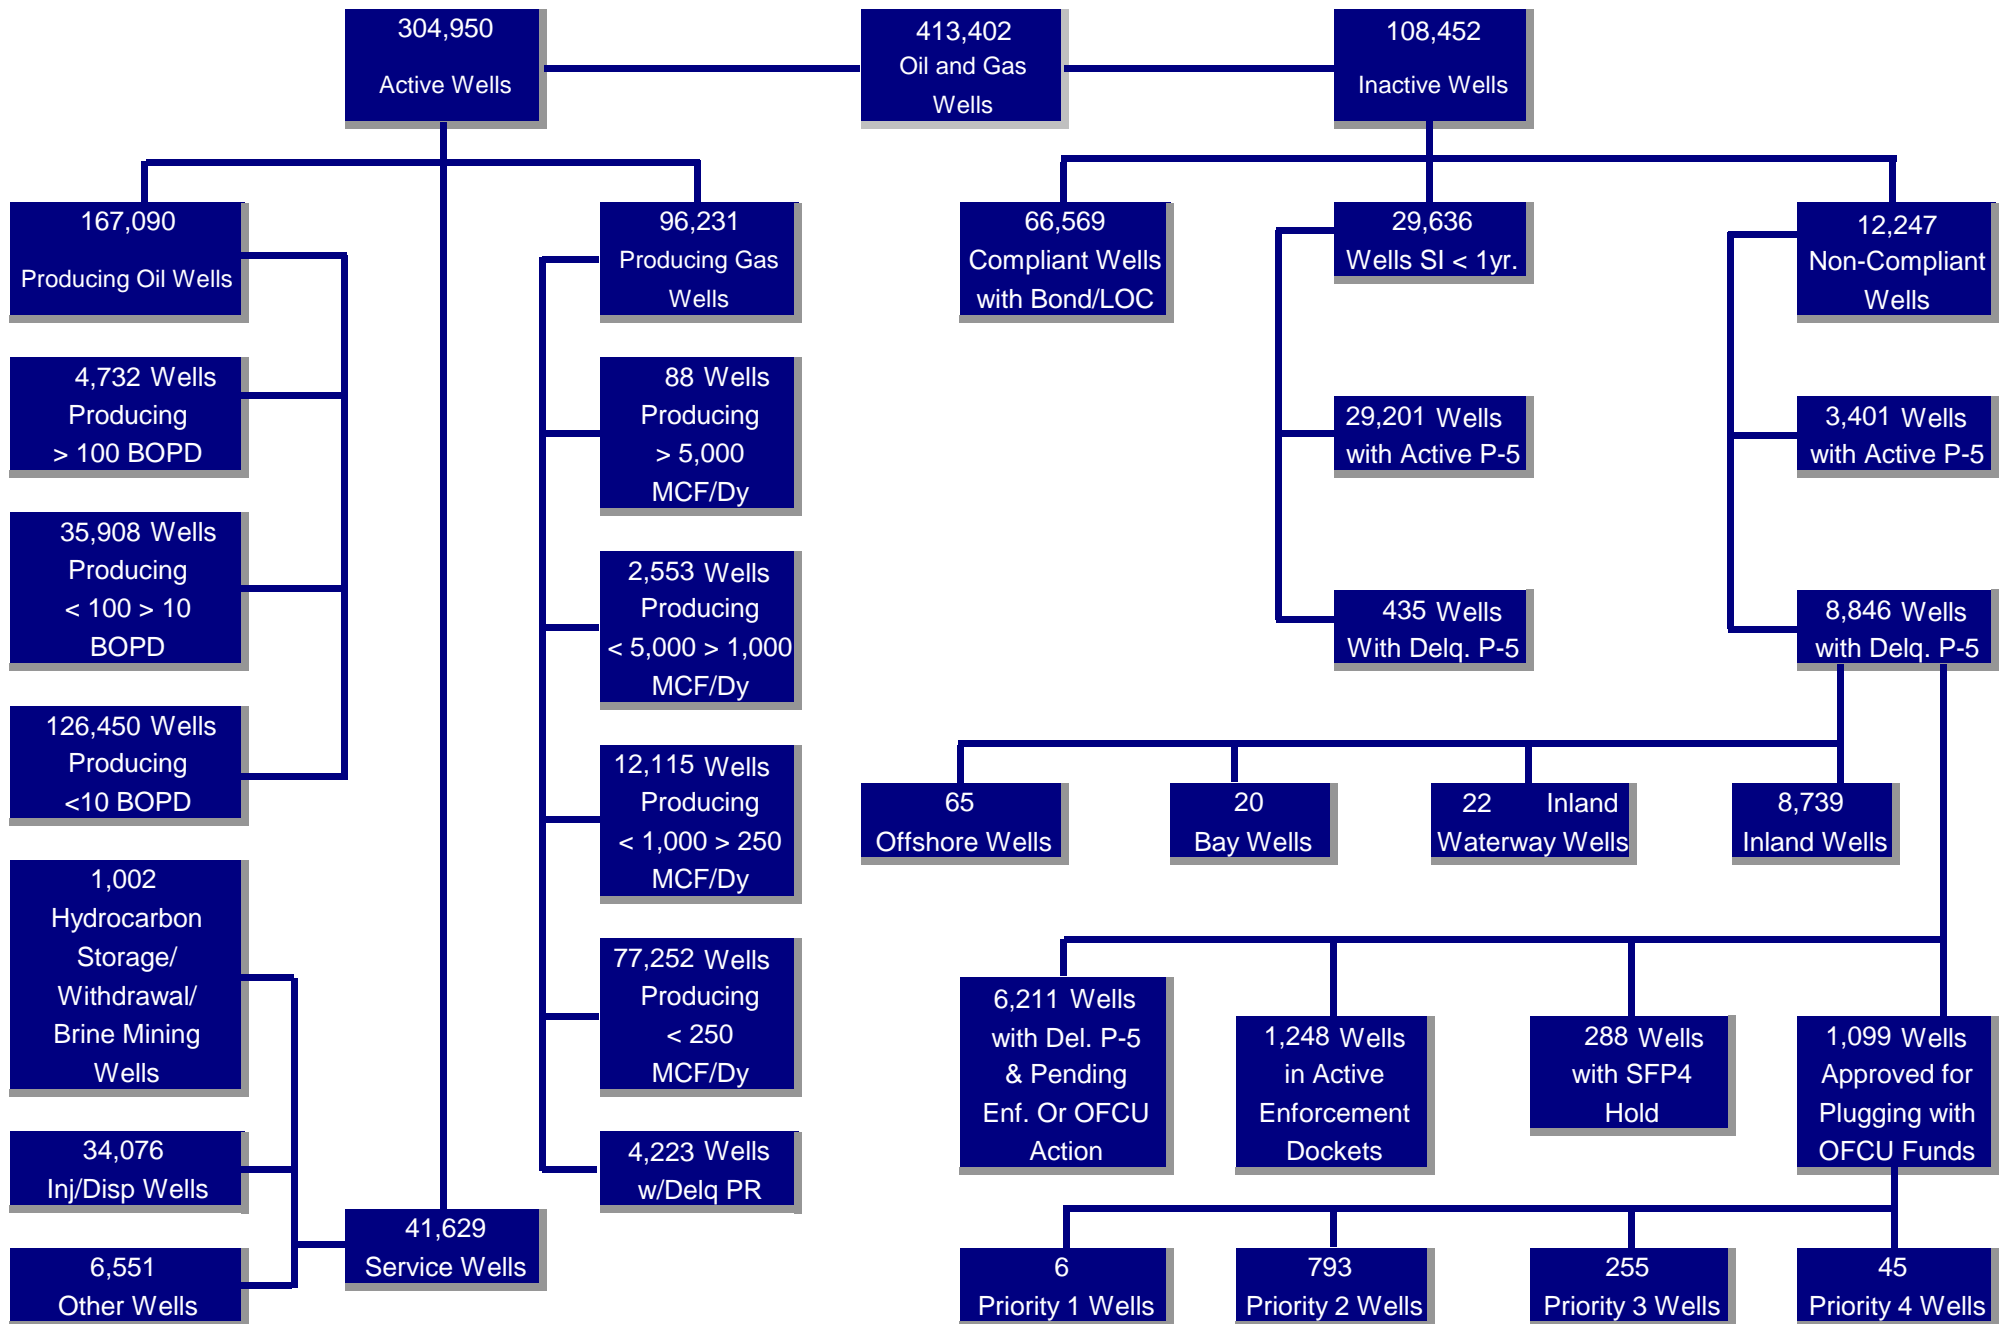 304,950
Active Wells
413,402
Oil and Gas
Wells
108,452
Inactive Wells
167,090
Producing Oil Wells
96,231
Producing Gas
Wells
66,569
Compliant Wells
with Bond/LOC
29,636
Wells SI < 1yr.
12,247
Non-Compliant
Wells
4,732 Wells
Producing
> 100 BOPD
88 Wells
Producing
> 5,000
MCF/Dy
29,201 Wells
with Active P-5
3,401 Wells
with Active P-5
35,908 Wells
Producing
< 100 > 10
BOPD
2,553 Wells
Producing
< 5,000 > 1,000
MCF/Dy
435 Wells
With Delq. P-5
8,846 Wells
with Delq. P-5
126,450 Wells
Producing
<10 BOPD
12,115 Wells
Producing
< 1,000 > 250
MCF/Dy
65
Offshore Wells
20
Bay Wells
22 Inland
Waterway Wells
8,739
Inland Wells
1,002
Hydrocarbon
Storage/
Withdrawal/
Brine Mining
Wells
77,252 Wells
Producing
< 250
MCF/Dy
6,211 Wells
with Del. P-5
& Pending
Enf. Or OFCU
Action
1,248 Wells
in Active
Enforcement
Dockets
288 Wells
with SFP4
Hold
1,099 Wells
Approved for
Plugging with
OFCU Funds
34,076
Inj/Disp Wells
4,223 Wells
w/Delq PR
41,629
Service Wells
6,551
Other Wells
6
Priority 1 Wells
793
Priority 2 Wells
255
Priority 3 Wells
45
Priority 4 Wells